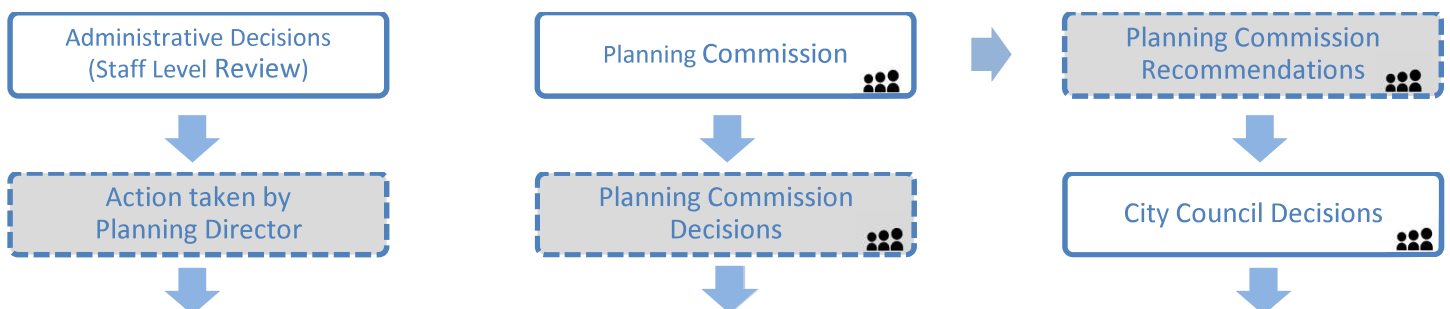 Administrative Decisions
(Staff Level Review)
Planning Commission
Planning Commission
Recommendations
Action taken by
Planning Director
Planning Commission
Decisions
City Council Decisions